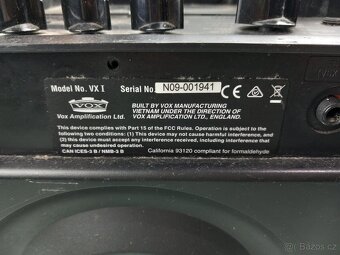 Model No. VX I
Serial No N09-001941
VOX
Vox Amplification Ltd.
BUILT BY VOX MANUFACTURING
VIETNAM UNDER THE DIRECTION OF
VOX AMPLIFICATION LTD., ENGLAND.
This device complies with Part 15 of the FCC Rules. Operation is subject to
the following two conditions: (1) This device may not cause harmful interference, and
(2) this device must accept any interference received, including interference that
may cause undesired operation.
CAN ICES-3 B / NMB-3 B
California 93120 compliant for formaldehyde
Bazos.cz